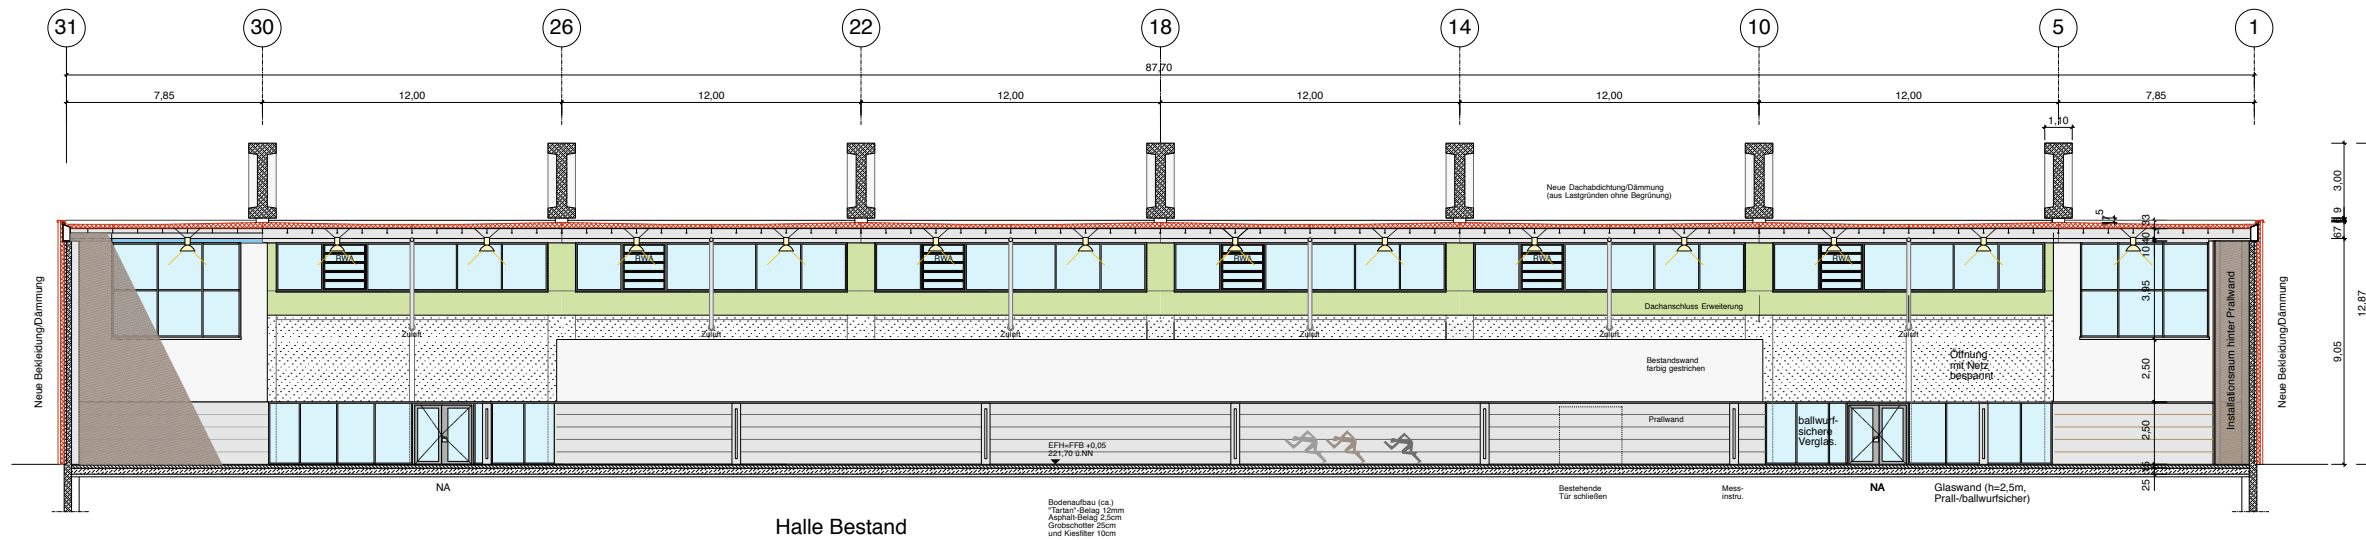 31 30 26 22 18 14 10 5 1
87,70
7,85 12,00 12,00 12,00 12,00 12,00 12,00 7,85
1,10
3,00
Neue Dachabdichtung/Dämmung
(aus Lastgründen ohne Begrünung)
12.87
9,05
33
40
10
3,95
2,50
2,50
25
RWA RWA RWA RWA RWA RWA
Dachanschluss Erweiterung
Zuluft Zuluft Zuluft Zuluft Zuluft Zuluft
Öffnung
mit Netz
bespannt
Bestandswand
farbig gestrichen
Neue Bekleidung/Dämmung
Installationsraum hinter Prallwand
Neue Bekleidung/Dämmung
Prallwand
ballwurf-
sichere
Verglas.
EFH=FFB +0,05
221,70 ü.NN
NA
Bestehende
Tür schließen
Mess-
instru.
NA
Glaswand (h=2,5m,
Prall-/ballwurfsicher)
Bodenaufbau (ca.)
"Tartan"-Belag 12mm
Asphalt-Belag 2,5cm
Grobschotter 25cm
und Kiesfilter 10cm
Halle Bestand